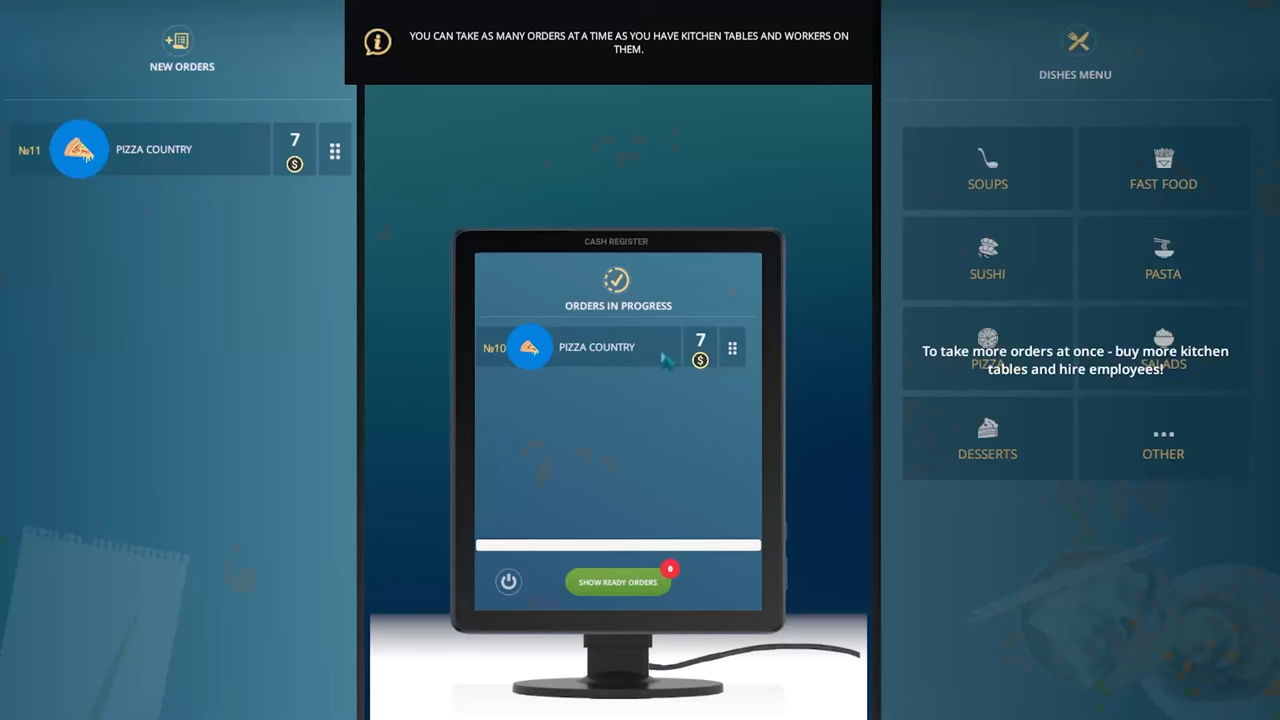 NEW ORDERS
№11
PIZZA COUNTRY
7
$
YOU CAN TAKE AS MANY ORDERS AT A TIME AS YOU HAVE KITCHEN TABLES AND WORKERS ON
THEM.
CASH REGISTER
ORDERS IN PROGRESS
№10
PIZZA COUNTRY
7
$
0
SHOW READY ORDERS
DISHES MENU
SOUPS
FAST FOOD
SUSHI
PASTA
PIZZA
SALADS
To take more orders at once - buy more kitchen
tables and hire employees!
DESSERTS
OTHER